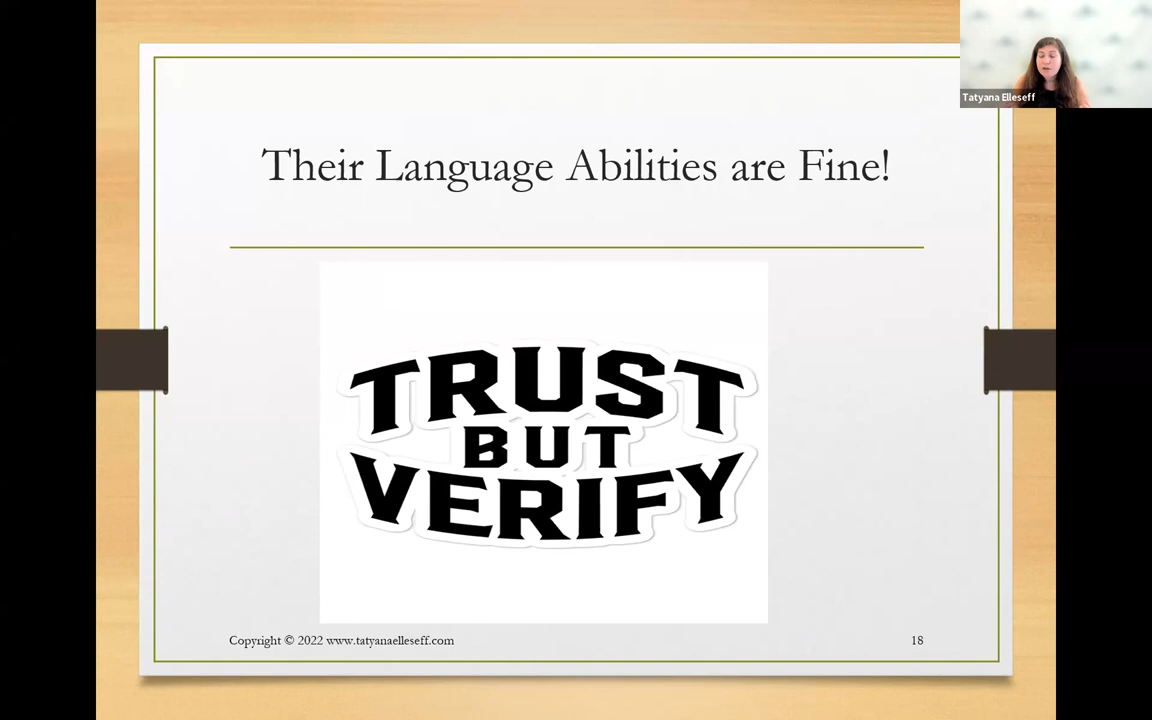 Tatyana Elleseff
Their Language Abilities are Fine!
TRUST
BUT
VERIFY
Copyright © 2022 www.tatyanaelleseff.com
18